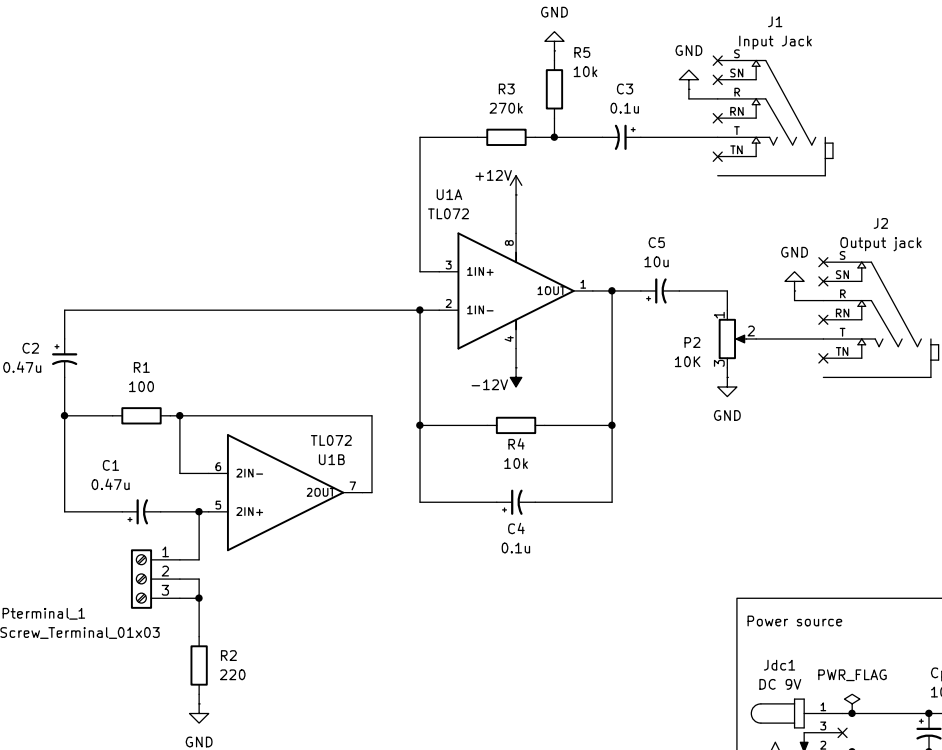 GND
R5
10k
J1
Input Jack
GND
S
SN
R
RN
T
TN
R3
270k
C3
0.1u
+12V
U1A
TL072
8
3
1IN+
2
1IN-
1OUT
1
4
-12V
C5
10u
J2
Output jack
GND
S
SN
R
RN
T
TN
1
2
3
P2
10K
GND
C2
0.47u
R1
100
R4
10k
C4
0.1u
TL072
U1B
6
2IN-
5
2IN+
2OUT
7
C1
0.47u
1
2
3
Pterminal_1
Screw_Terminal_01x03
R2
220
GND
Power source
Jdc1
DC 9V
PWR_FLAG
1
3
2